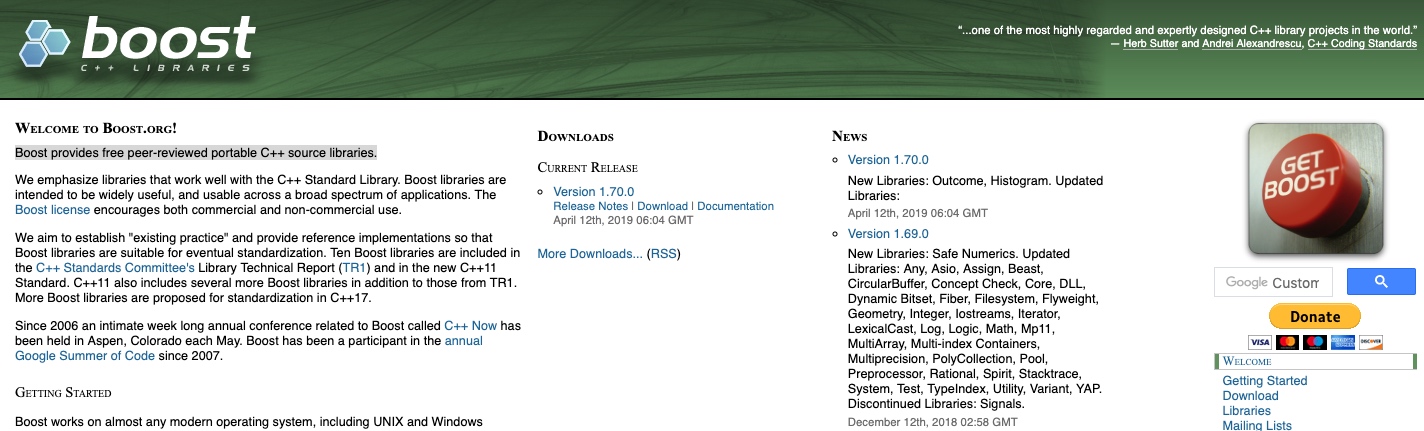 boost
C++ LIBRARIES
“...one of the most highly regarded and expertly designed C++ library projects in the world.”
— Herb Sutter and Andrei Alexandrescu, C++ Coding Standards
WELCOME TO BOOST.ORG!
Boost provides free peer-reviewed portable C++ source libraries.
We emphasize libraries that work well with the C++ Standard Library. Boost libraries are
intended to be widely useful, and usable across a broad spectrum of applications. The
Boost license encourages both commercial and non-commercial use.
We aim to establish "existing practice" and provide reference implementations so that
Boost libraries are suitable for eventual standardization. Ten Boost libraries are included in
the C++ Standards Committee's Library Technical Report (TR1) and in the new C++11
Standard. C++11 also includes several more Boost libraries in addition to those from TR1.
More Boost libraries are proposed for standardization in C++17.
Since 2006 an intimate week long annual conference related to Boost called C++ Now has
been held in Aspen, Colorado each May. Boost has been a participant in the annual
Google Summer of Code since 2007.
GETTING STARTED
Boost works on almost any modern operating system, including UNIX and Windows
DOWNLOADS
CURRENT RELEASE
Version 1.70.0
Release Notes | Download | Documentation
April 12th, 2019 06:04 GMT
More Downloads... (RSS)
NEWS
Version 1.70.0
New Libraries: Outcome, Histogram. Updated
Libraries:
April 12th, 2019 06:04 GMT
Version 1.69.0
New Libraries: Safe Numerics. Updated
Libraries: Any, Asio, Assign, Beast,
CircularBuffer, Concept Check, Core, DLL,
Dynamic Bitset, Fiber, Filesystem, Flyweight,
Geometry, Integer, Iostreams, Iterator,
LexicalCast, Log, Logic, Math, Mp11,
MultiArray, Multi-index Containers,
Multiprecision, PolyCollection, Pool,
Preprocessor, Rational, Spirit, Stacktrace,
System, Test, TypeIndex, Utility, Variant, YAP.
Discontinued Libraries: Signals.
December 12th, 2018 02:58 GMT
GET
BOOST
Google Custom
Donate
VISA
DISCOVER
WELCOME
Getting Started
Download
Libraries
Mailing Lists